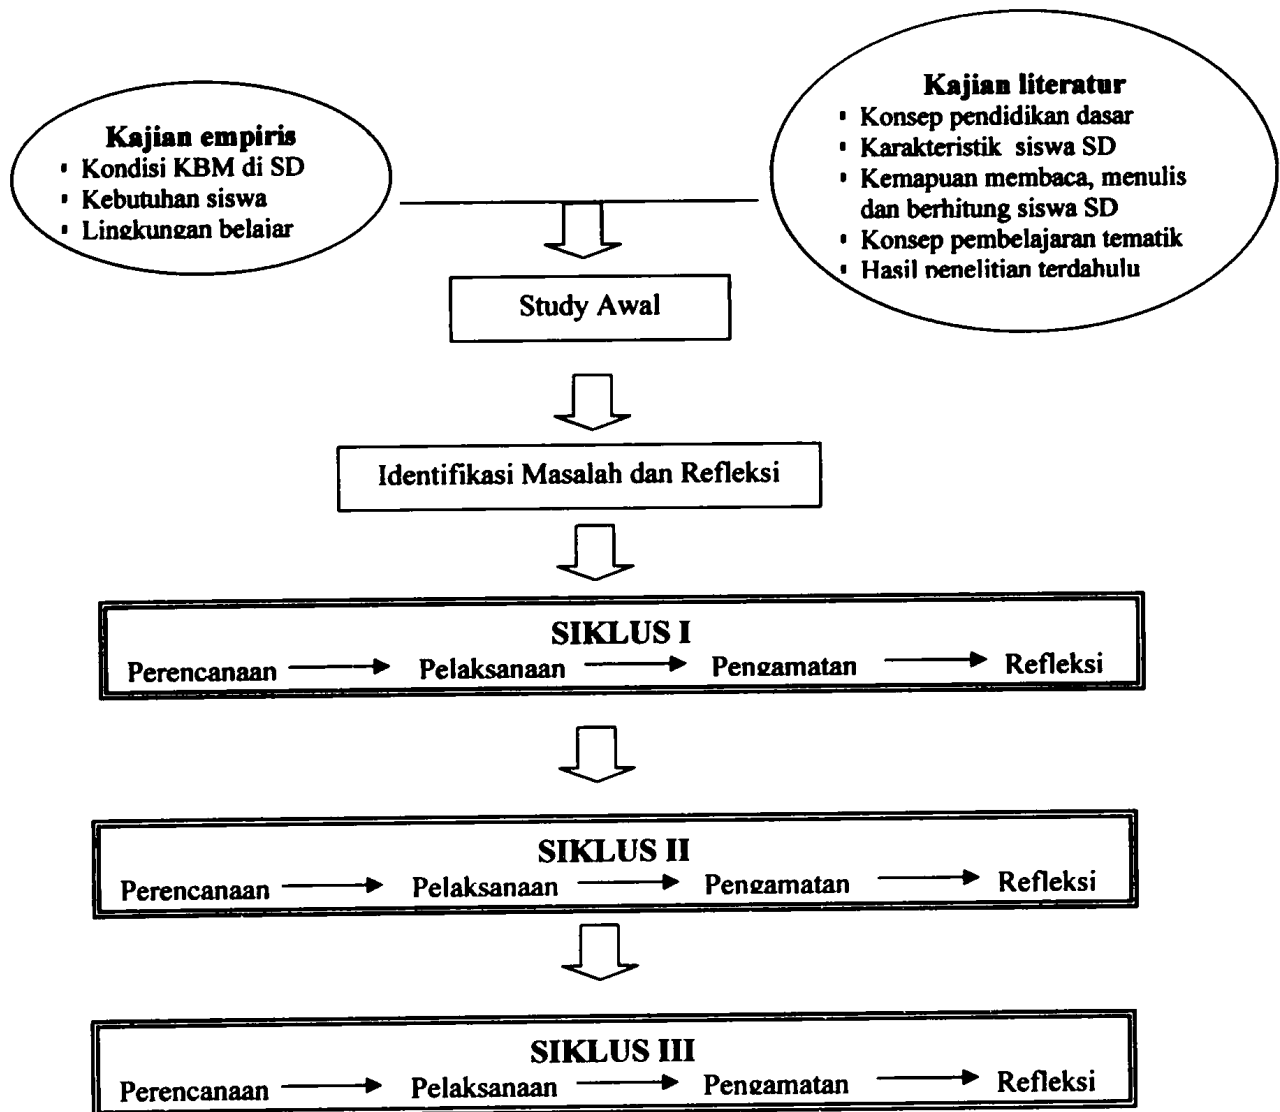 Kajian empiris
▪ Kondisi KBM di SD
▪ Kebutuhan siswa
▪ Lingkungan belajar
Kajian literatur
▪ Konsep pendidikan dasar
▪ Karakteristik siswa SD
▪ Kemapuan membaca, menulis
dan berhitung siswa SD
▪ Konsep pembelajaran tematik
▪ Hasil penelitian terdahulu
Study Awal
Identifikasi Masalah dan Refleksi
SIKLUS I
Perencanaan Pelaksanaan Pengamatan Refleksi
SIKLUS II
Perencanaan Pelaksanaan Pengamatan Refleksi
SIKLUS III
Perencanaan Pelaksanaan Pengamatan Refleksi